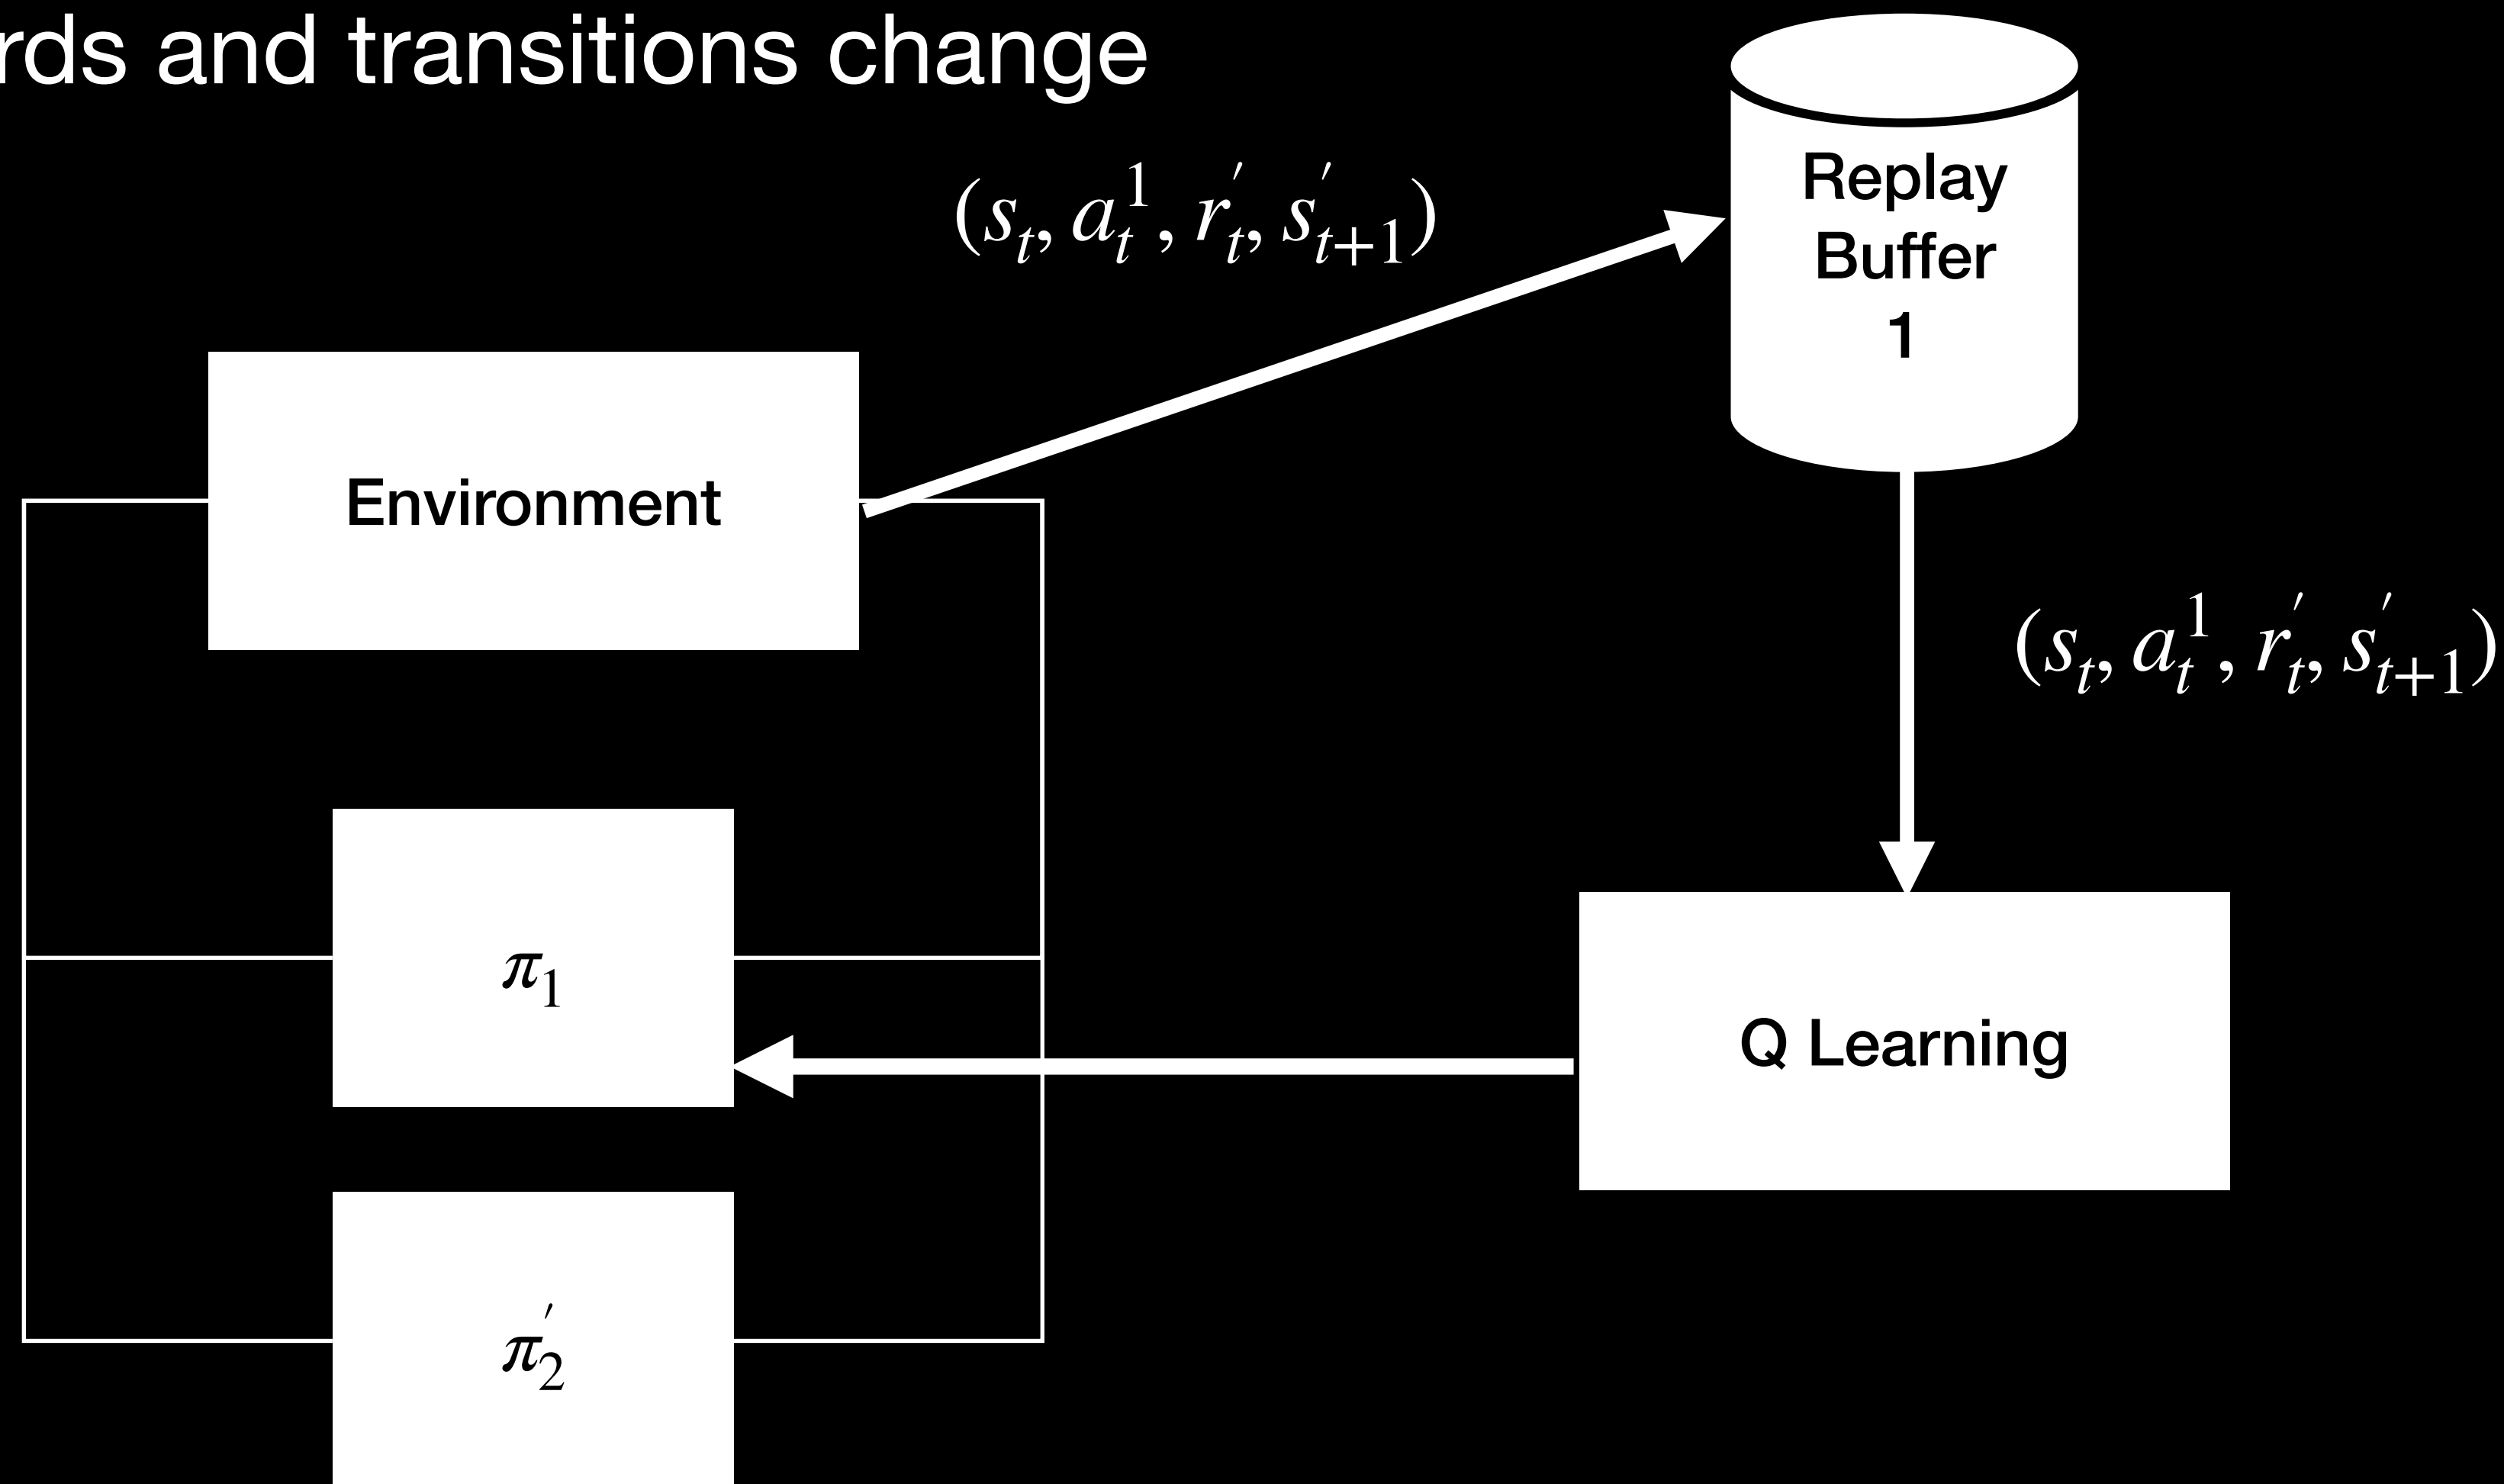 rds and transitions change
(s_t, a_t^1, r_t^', s_{t+1}^')
Replay
Buffer
1
Environment
(s_t, a_t^1, r_t^', s_{t+1}^')
π_1
Q Learning
π_2^'